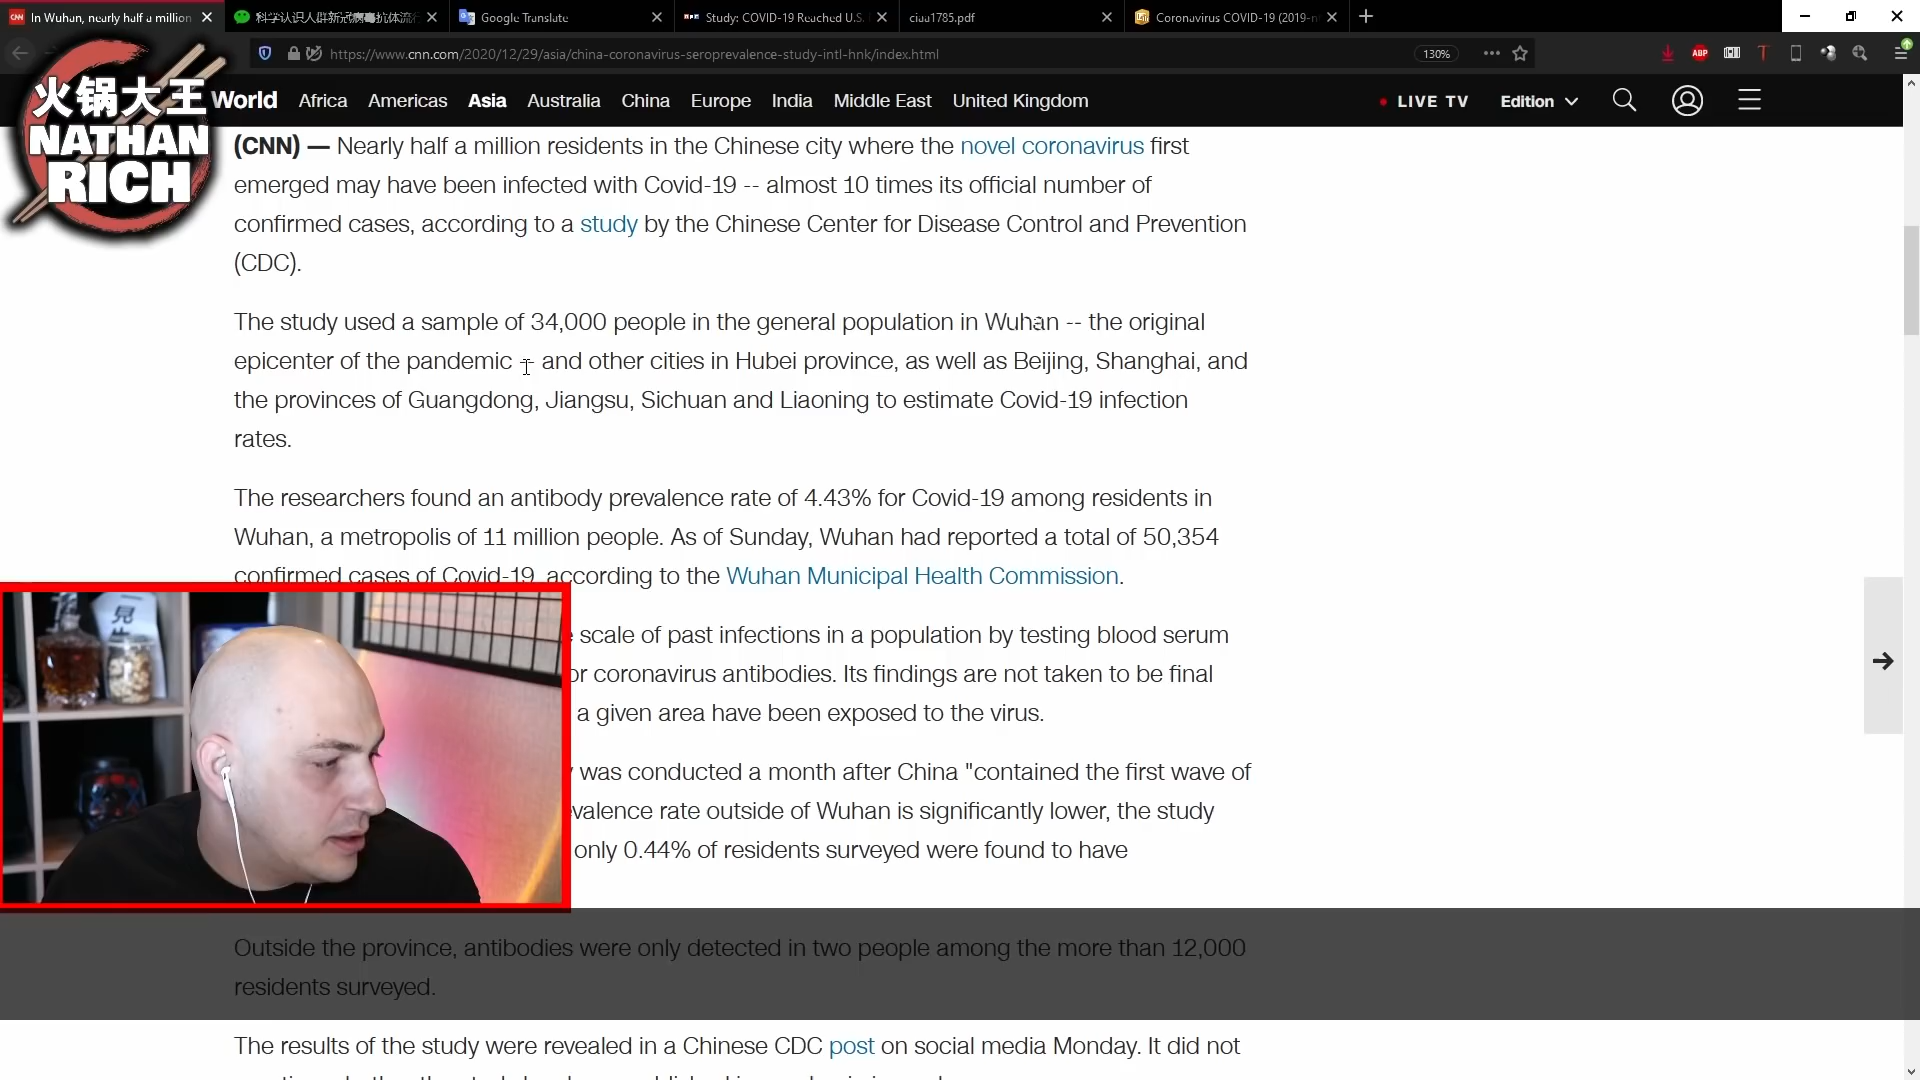 In Wuhan, nearly half a million
Google Translate
Study: COVID-19 Reached U.S.
ciaa1785.pdf
Coronavirus COVID-19 (2019-n
https://www.cnn.com/2020/12/29/asia/china-coronavirus-seroprevalence-study-intl-hnk/index.html
130%
ABP
火锅大王
NATHAN
RICH
World Africa Americas Asia Australia China Europe India Middle East United Kingdom
LIVE TV Edition
(CNN) — Nearly half a million residents in the Chinese city where the novel coronavirus first
emerged may have been infected with Covid-19 -- almost 10 times its official number of
confirmed cases, according to a study by the Chinese Center for Disease Control and Prevention
(CDC).
The study used a sample of 34,000 people in the general population in Wuhan -- the original
epicenter of the pandemic -- and other cities in Hubei province, as well as Beijing, Shanghai, and
the provinces of Guangdong, Jiangsu, Sichuan and Liaoning to estimate Covid-19 infection
rates.
The researchers found an antibody prevalence rate of 4.43% for Covid-19 among residents in
Wuhan, a metropolis of 11 million people. As of Sunday, Wuhan had reported a total of 50,354
confirmed cases of Covid-19, according to the Wuhan Municipal Health Commission.
scale of past infections in a population by testing blood serum
or coronavirus antibodies. Its findings are not taken to be final
a given area have been exposed to the virus.
was conducted a month after China "contained the first wave of
evalence rate outside of Wuhan is significantly lower, the study
only 0.44% of residents surveyed were found to have
Outside the province, antibodies were only detected in two people among the more than 12,000
residents surveyed.
The results of the study were revealed in a Chinese CDC post on social media Monday. It did not